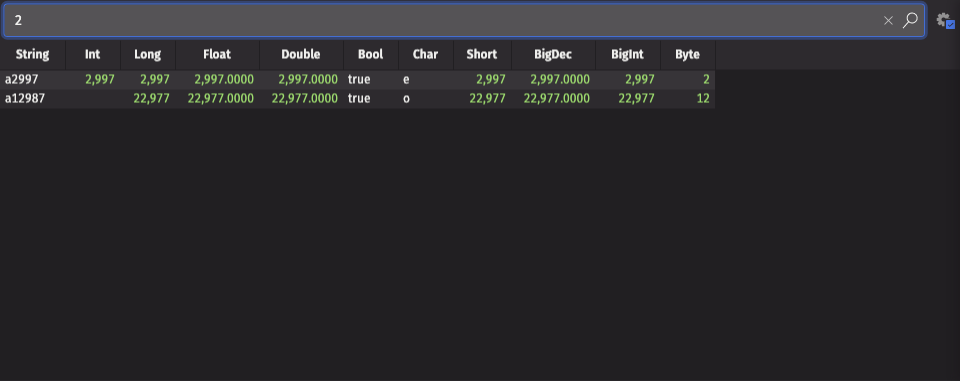 2
String Int Long Float Double Bool Char Short BigDec BigInt Byte
a2997 2,997 2,997 2,997.0000 2,997.0000 true e 2,997 2,997.0000 2,997 2
a12987 22,977 22,977.0000 22,977.0000 true o 22,977 22,977.0000 22,977 12